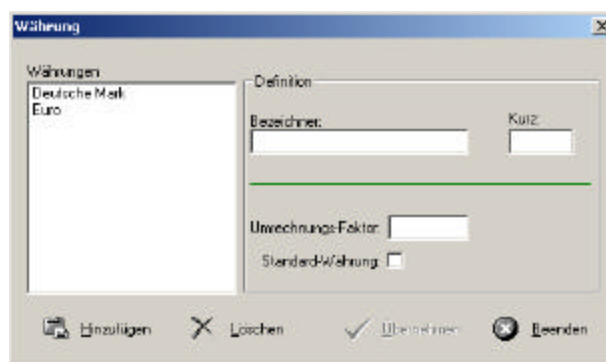 Währung
Währungen
Deutsche Mark
Euro
Definition
Bezeichner:
Kurz:
Umrechnungs-Faktor:
Standard-Währung:
Hinzufügen
Löschen
Übernehmen
Beenden